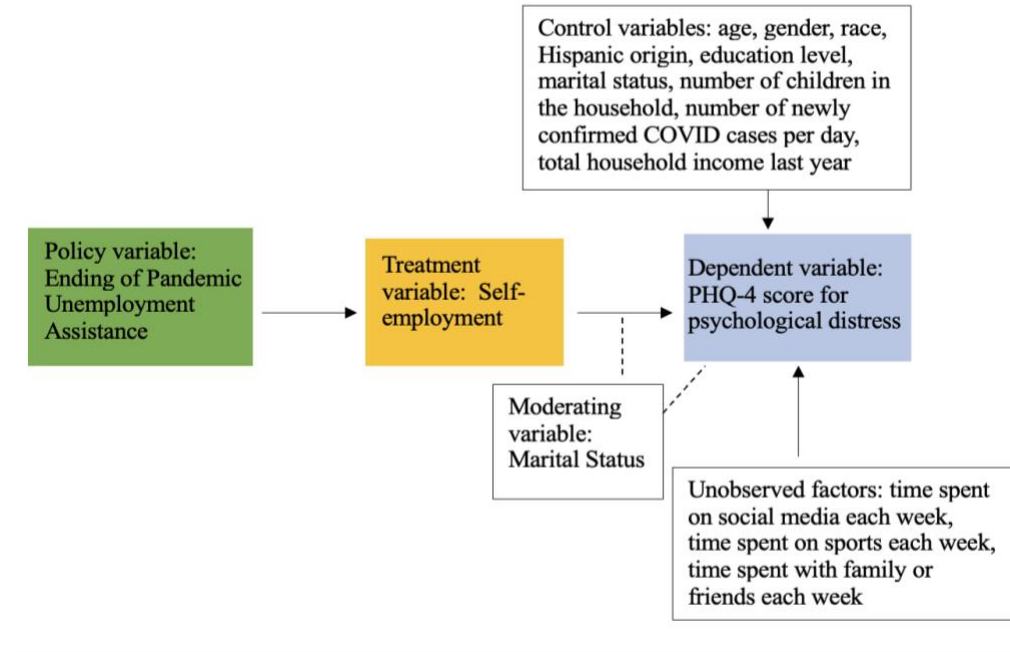 Control variables: age, gender, race,
Hispanic origin, education level,
marital status, number of children in
the household, number of newly
confirmed COVID cases per day,
total household income last year
Policy variable:
Ending of Pandemic
Unemployment
Assistance
Treatment
variable:  Self-
employment
Dependent variable:
PHQ-4 score for
psychological distress
Moderating
variable:
Marital Status
Unobserved factors: time spent
on social media each week,
time spent on sports each week,
time spent with family or
friends each week